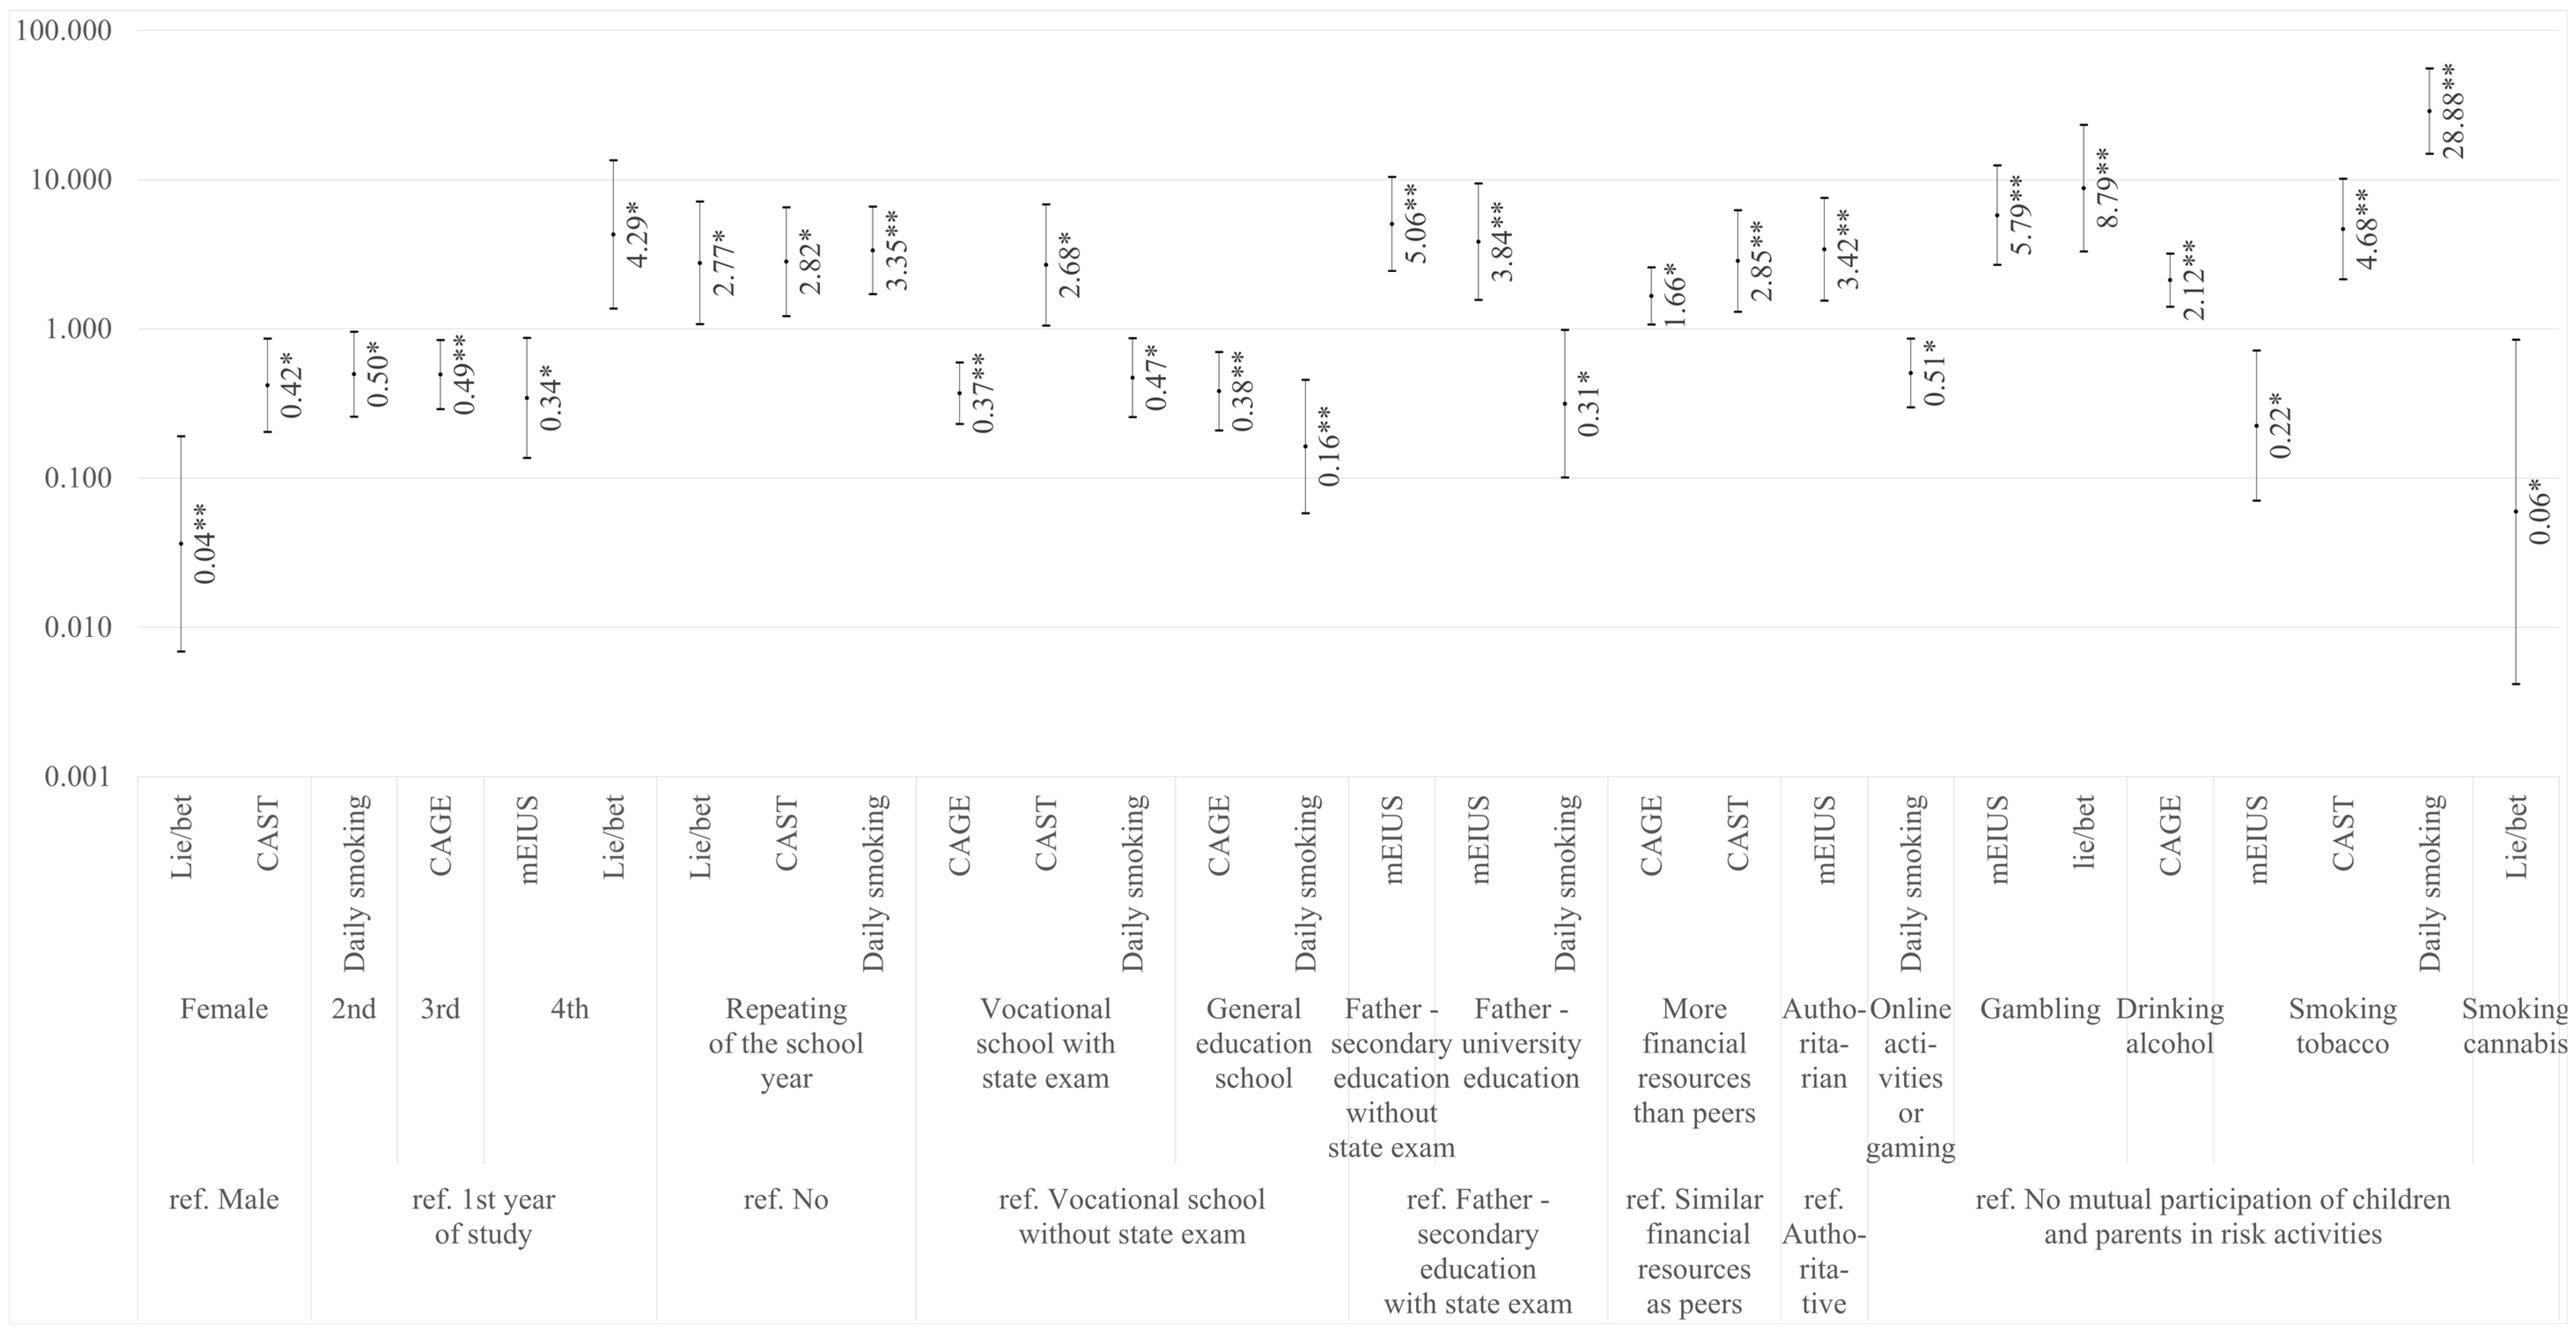 100.000
10.000
1.000
0.100
0.010
0.001
0.04**
0.42*
0.50*
0.49**
0.34*
4.29*
2.77*
2.82*
3.35**
0.37**
2.68*
0.47*
0.38**
0.16**
5.06**
3.84**
0.31*
1.66*
2.85**
3.42**
0.51*
5.79**
8.79**
2.12**
0.22*
4.68**
28.88**
0.06*
Lie/bet
CAST
Daily smoking
CAGE
mEIUS
Lie/bet
Lie/bet
CAST
Daily smoking
CAGE
CAST
Daily smoking
CAGE
Daily smoking
mEIUS
mEIUS
Daily smoking
CAGE
CAST
mEIUS
Daily smoking
mEIUS
lie/bet
CAGE
mEIUS
CAST
Daily smoking
Lie/bet
Female
2nd
3rd
4th
Repeating
of the school
year
Vocational
school with
state exam
General
education
school
Father -
secondary
education
without
state exam
Father -
university
education
More
financial
resources
than peers
Autho-
rita-
rian
Online
acti-
vities
or
gaming
Gambling
Drinking
alcohol
Smoking
tobacco
Smoking
cannabis
ref. Male
ref. 1st year
of study
ref. No
ref. Vocational school
without state exam
ref. Father -
secondary
education
with state exam
ref. Similar
financial
resources
as peers
ref.
Autho-
rita-
tive
ref. No mutual participation of children
and parents in risk activities